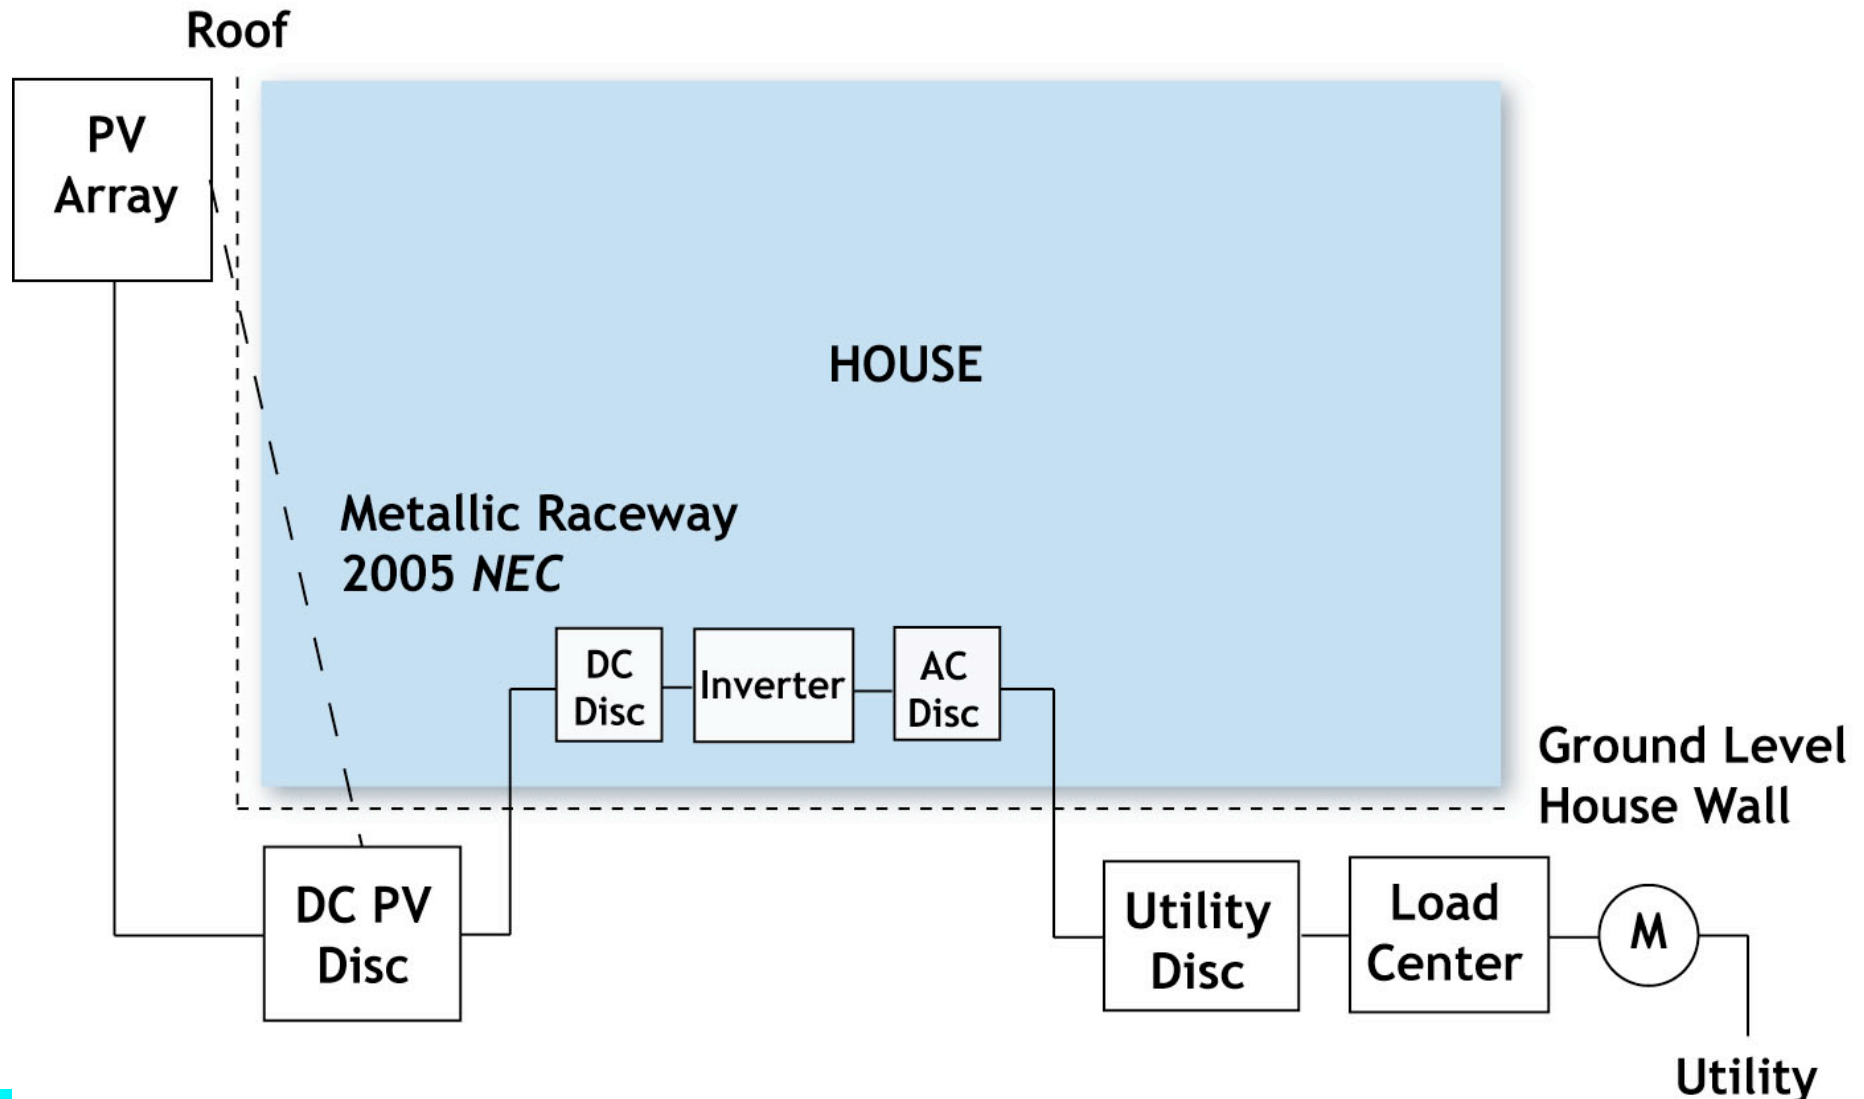 Roof
PV
Array
HOUSE
Metallic Raceway
2005 NEC
DC
Disc
Inverter
AC
Disc
Ground Level
House Wall
DC PV
Disc
Utility
Disc
Load
Center
M
Utility